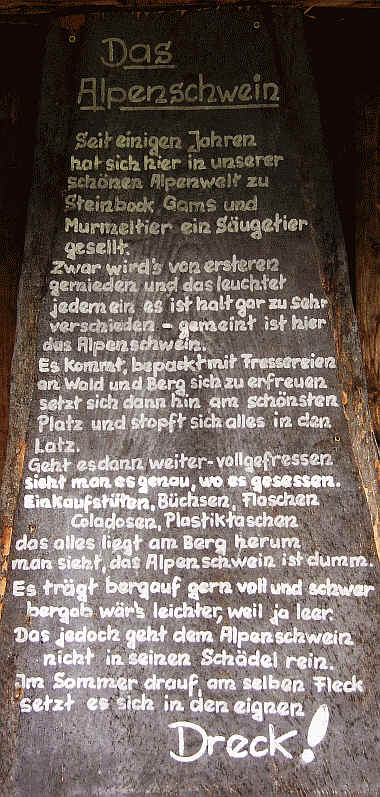 Das
Alpenschwein
Seit einigen Jahren
hat sich hier in unserer
schönen Alpenwelt zu
Steinbock, Gams und
Murmeltier ein Säugetier
gesellt.
Zwar wird's von ersteren
gemieden und das leuchtet
jedem ein es ist halt gar zu sehr
verschieden - gemeint ist hier
das Alpenschwein.
Es kommt, bepackt mit Fressereien
an Wald und Berg sich zu erfreuen
setzt sich dann hin am schönsten
Platz und stopft sich alles in den
Latz.
Geht es dann weiter - vollgefressen
sieht man es genau, wo es gesessen.
Einkaufstüten, Büchsen, Flaschen
Coladosen, Plastiktaschen
das alles liegt am Berg herum
man sieht, das Alpenschwein ist dumm.
Es trägt bergauf gern voll und schwer
bergab wär's leichter, weil ja leer.
Das jedoch geht dem Alpenschwein
nicht in seinen Schädel rein.
Im Sommer drauf, am selben Fleck
setzt es sich in den eignen
Dreck!